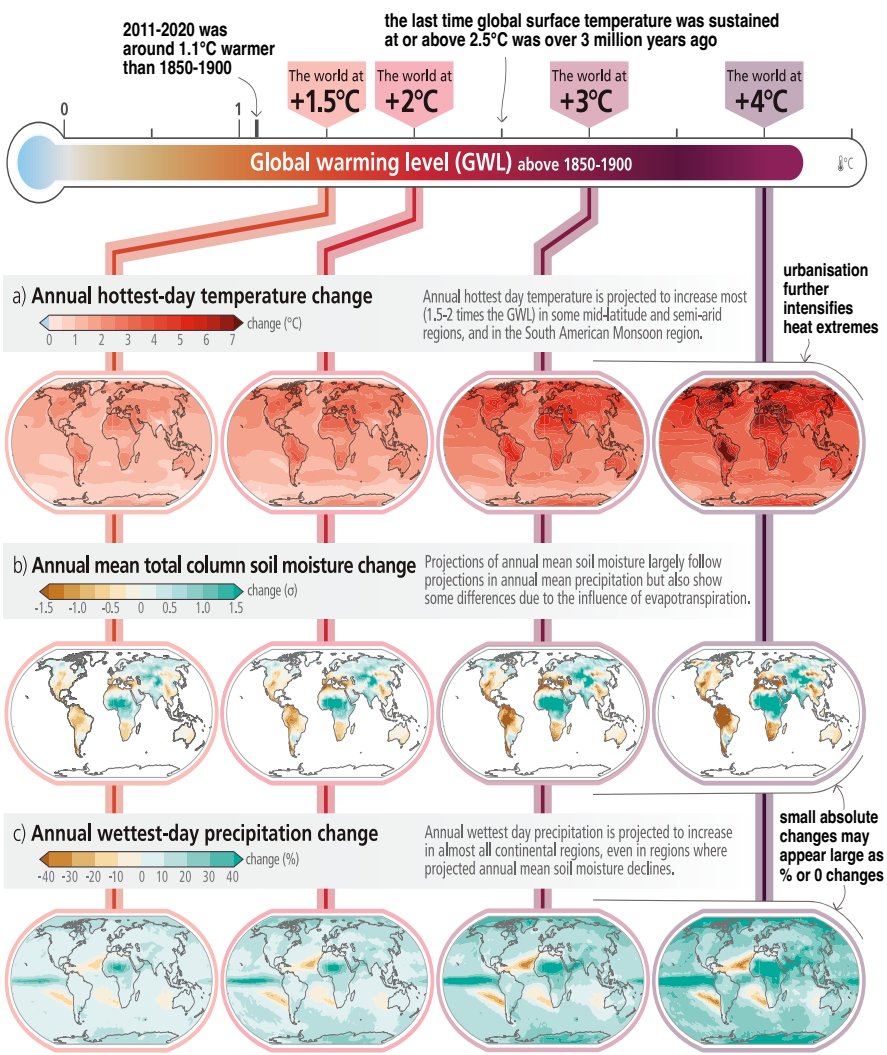 2011-2020 was
around 1.1°C warmer
than 1850-1900
the last time global surface temperature was sustained
at or above 2.5°C was over 3 million years ago
The world at
+1.5°C
The world at
+2°C
The world at
+3°C
The world at
+4°C
0
1
Global warming level (GWL) above 1850-1900
°C
urbanisation
further
intensifies
heat extremes
a) Annual hottest-day temperature change
Annual hottest day temperature is projected to increase most
(1.5-2 times the GWL) in some mid-latitude and semi-arid
regions, and in the South American Monsoon region.
change (°C)
0 1 2 3 4 5 6 7
b) Annual mean total column soil moisture change
Projections of annual mean soil moisture largely follow
projections in annual mean precipitation but also show
some differences due to the influence of evapotranspiration.
change (σ)
-1.5 -1.0 -0.5 0 0.5 1.0 1.5
c) Annual wettest-day precipitation change
Annual wettest day precipitation is projected to increase
in almost all continental regions, even in regions where
projected annual mean soil moisture declines.
change (%)
-40 -30 -20 -10 0 10 20 30 40
small absolute
changes may
appear large as
% or 0 changes